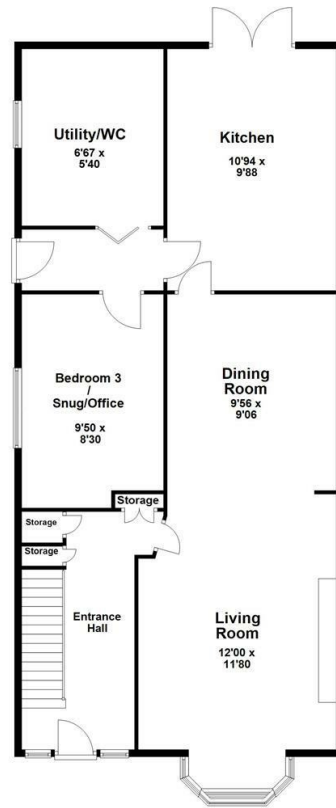 Utility/WC
6'67 x
5'40
Kitchen
10'94 x
9'88
Bedroom 3
/
Snug/Office
9'50 x
8'30
Dining
Room
9'56 x
9'06
Storage
Storage
Storage
Entrance
Hall
Living
Room
12'00 x
11'80